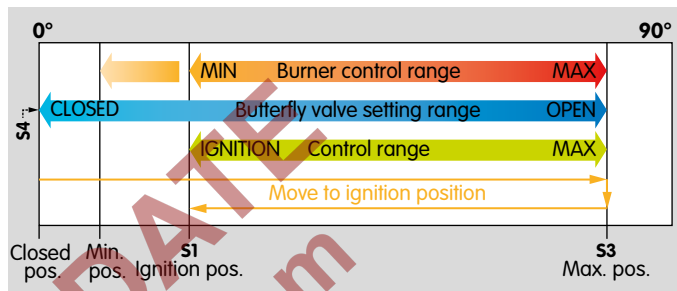 0° 90°
MIN Burner control range MAX
CLOSED Butterfly valve setting range OPEN
S4
IGNITION Control range MAX
Move to ignition position
Closed pos.
Min. pos.
S1
Ignition pos.
S3
Max. pos.
DATE
m